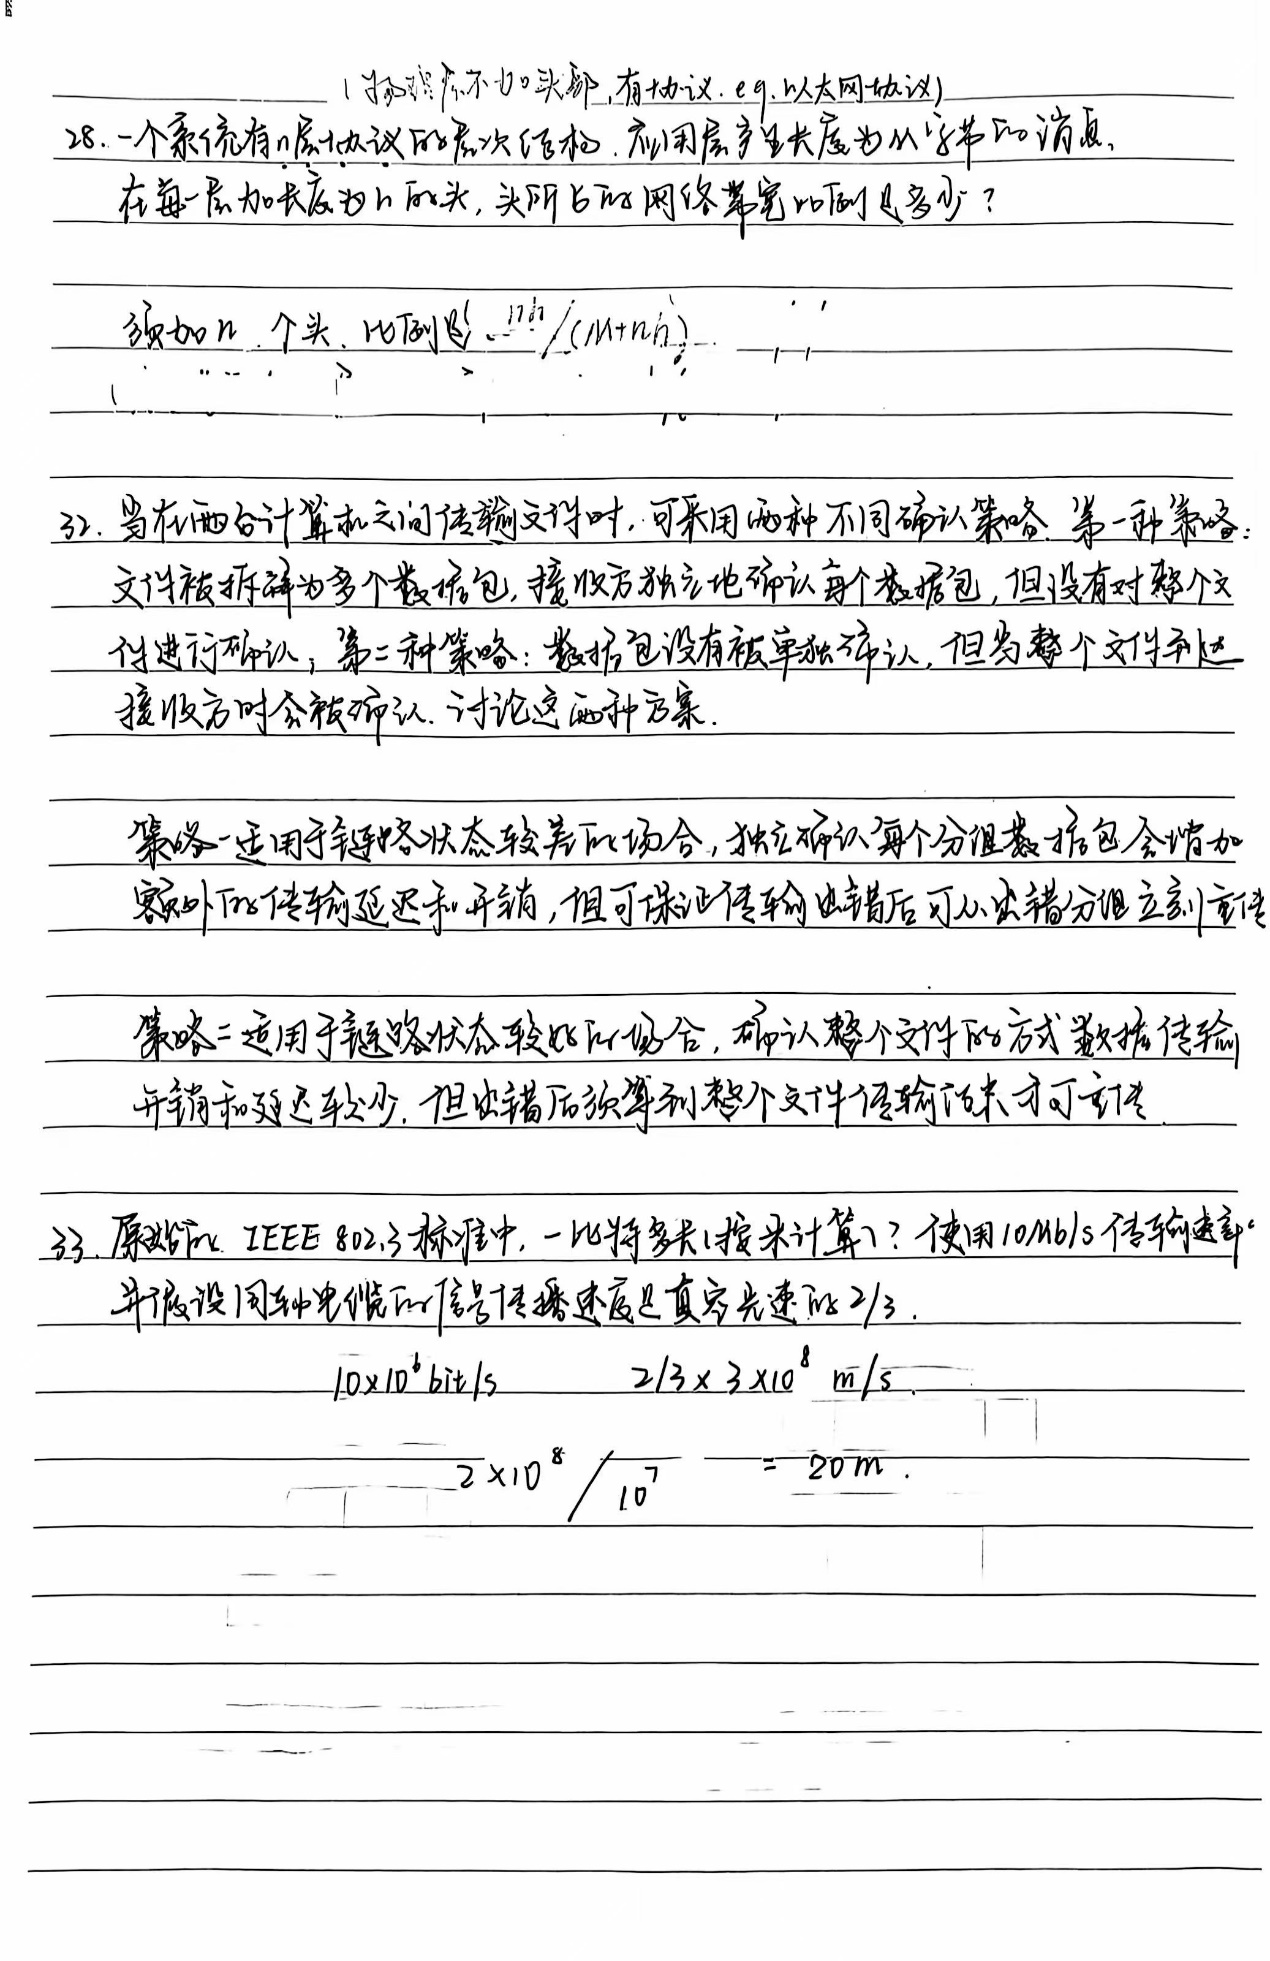 (物理层不加头部,有协议.eg.以太网协议)
28.一个系统有n层协议的层次结构.应用层产生长度为M字节的消息,
在每一层加长度为h的头,头所占的网络带宽比例是多少?
须加n个头.比例是 nh/(M+nh)
32.当在两台计算机之间传输文件时,可采用两种不同确认策略.第一种策略:
文件被拆解为多个数据包,接收方独立地确认每个数据包,但没有对整个文
件进行确认;第二种策略:数据包没有被单独确认,但当整个文件到达
接收方时会被确认.讨论这两种方案.
策略一适用于链路状态较差的场合,独立确认每个分组数据包会增加
额外的传输延迟和开销,但可保证传输出错后可从出错分组立刻重传
策略二适用于链路状态较好的场合,确认整个文件的方式数据传输
开销和延迟较少.但出错后须等到整个文件传输结束才可重传.
33.原始的 IEEE 802.3标准中,一比特多长(按米计算)?使用10Mb/s传输速率
并假设同轴电缆的信号传播速度是真空光速的2/3.
10×10⁶bit/s 2/3×3×10⁸ m/s.
2×10⁸/10⁷ = 20m.